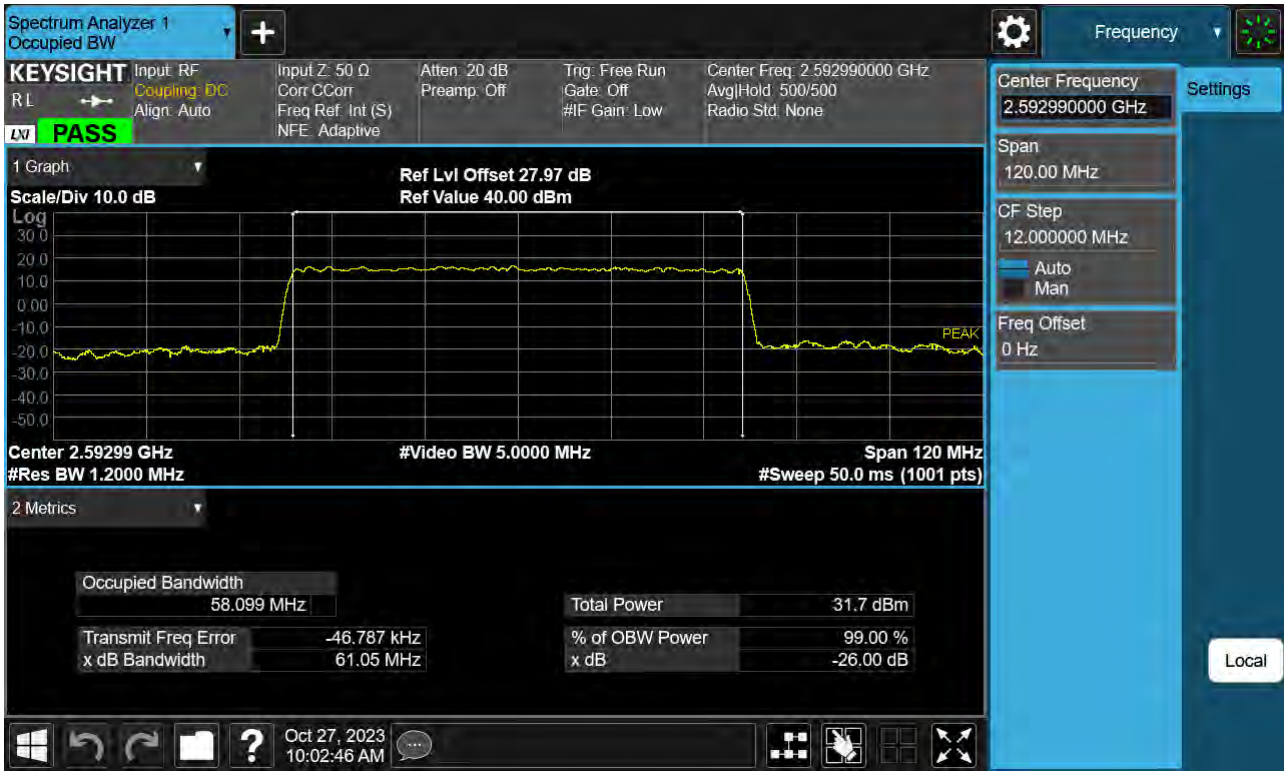 Spectrum Analyzer 1
Occupied BW
+
Frequency
KEYSIGHT
RL
LXI PASS
Input: RF
Coupling: DC
Align: Auto
Input Z: 50 Ω
Corr CCorr
Freq Ref: Int (S)
NFE: Adaptive
Atten: 20 dB
Preamp: Off
Trig: Free Run
Gate: Off
#IF Gain: Low
Center Freq: 2.592990000 GHz
Avg|Hold: 500/500
Radio Std: None
Center Frequency
2.592990000 GHz
Settings
Span
120.00 MHz
CF Step
12.000000 MHz
Auto
Man
Freq Offset
0 Hz
Local
1 Graph
Scale/Div 10.0 dB
Ref Lvl Offset 27.97 dB
Ref Value 40.00 dBm
Log
30.0
20.0
10.0
0.00
-10.0
-20.0
-30.0
-40.0
-50.0
PEAK
Center 2.59299 GHz
#Video BW 5.0000 MHz
Span 120 MHz
#Res BW 1.2000 MHz
#Sweep 50.0 ms (1001 pts)
2 Metrics
Occupied Bandwidth
58.099 MHz
Total Power 31.7 dBm
Transmit Freq Error -46.787 kHz
% of OBW Power 99.00 %
x dB Bandwidth 61.05 MHz
x dB -26.00 dB
?
Oct 27, 2023
10:02:46 AM